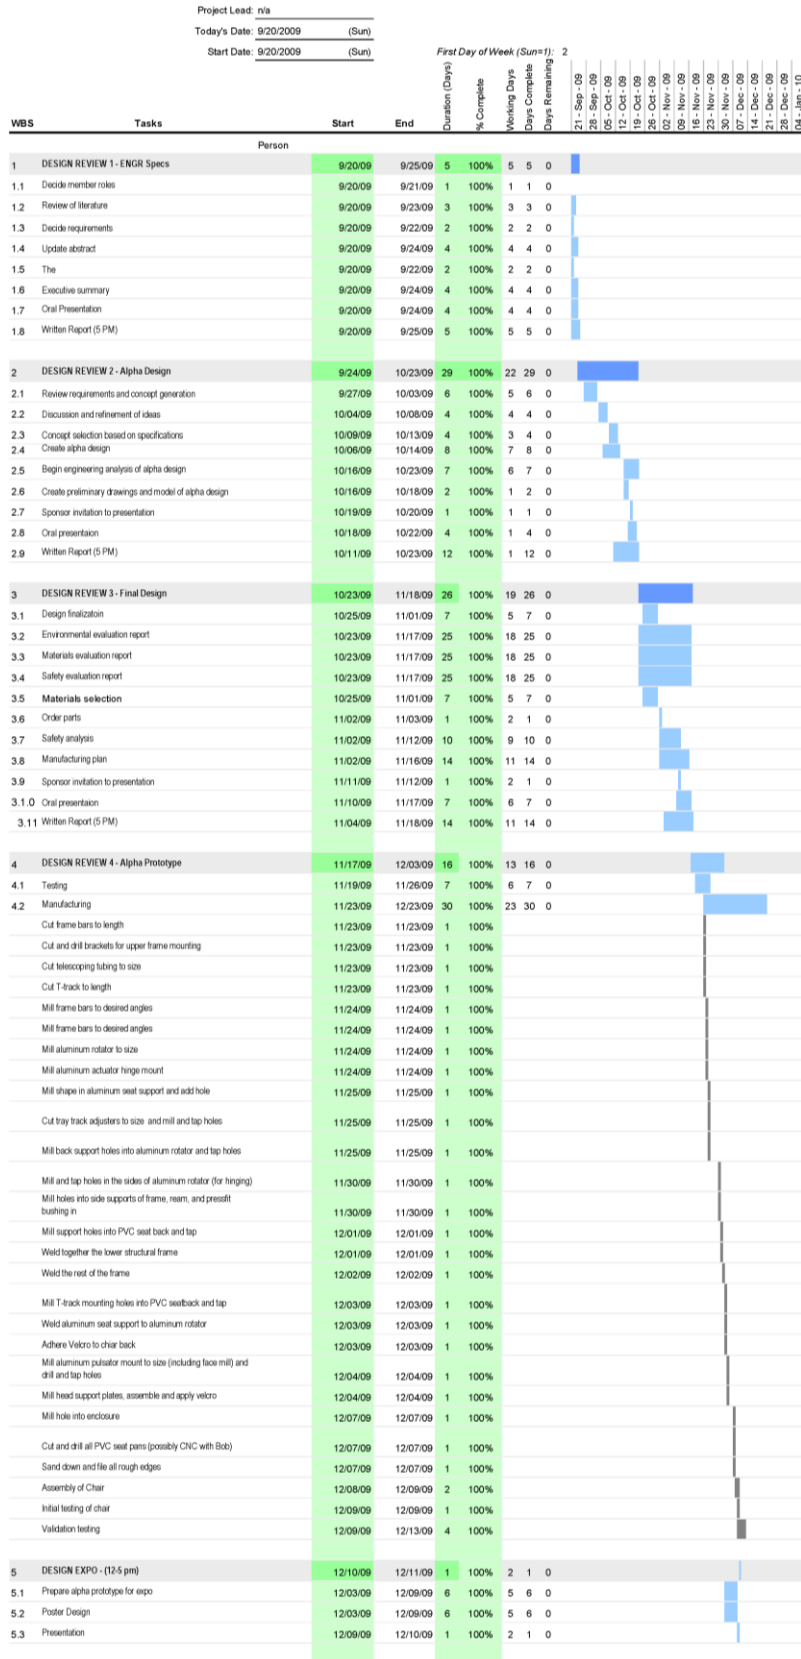 Project Lead: n/a
Today's Date: 9/20/2009 (Sun)
Start Date: 9/20/2009 (Sun) First Day of Week (Sun=1): 2
WBS Tasks Start End Duration (Days) % Complete Working Days Days Complete Days Remaining 21 - Sep - 09 28 - Sep - 09 05 - Oct - 09 12 - Oct - 09 19 - Oct - 09 26 - Oct - 09 02 - Nov - 09 09 - Nov - 09 16 - Nov - 09 23 - Nov - 09 30 - Nov - 09 07 - Dec - 09 14 - Dec - 09 21 - Dec - 09 28 - Dec - 09 04 - Jan - 10
Person
1 DESIGN REVIEW 1 - ENGR Specs 9/20/09 9/25/09 5 100% 5 5 0
1.1 Decide member roles 9/20/09 9/21/09 1 100% 1 1 0
1.2 Review of literature 9/20/09 9/23/09 3 100% 3 3 0
1.3 Decide requirements 9/20/09 9/22/09 2 100% 2 2 0
1.4 Update abstract 9/20/09 9/24/09 4 100% 4 4 0
1.5 The 9/20/09 9/22/09 2 100% 2 2 0
1.6 Executive summary 9/20/09 9/24/09 4 100% 4 4 0
1.7 Oral Presentation 9/20/09 9/24/09 4 100% 4 4 0
1.8 Written Report (5 PM) 9/20/09 9/25/09 5 100% 5 5 0
2 DESIGN REVIEW 2 - Alpha Design 9/24/09 10/23/09 29 100% 22 29 0
2.1 Review requirements and concept generation 9/27/09 10/03/09 6 100% 5 6 0
2.2 Discussion and refinement of ideas 10/04/09 10/08/09 4 100% 4 4 0
2.3 Concept selection based on specifications 10/09/09 10/13/09 4 100% 3 4 0
2.4 Create alpha design 10/06/09 10/14/09 8 100% 7 8 0
2.5 Begin engineering analysis of alpha design 10/16/09 10/23/09 7 100% 6 7 0
2.6 Create preliminary drawings and model of alpha design 10/16/09 10/18/09 2 100% 1 2 0
2.7 Sponsor invitation to presentation 10/19/09 10/20/09 1 100% 1 1 0
2.8 Oral presentaion 10/18/09 10/22/09 4 100% 1 4 0
2.9 Written Report (5 PM) 10/11/09 10/23/09 12 100% 1 12 0
3 DESIGN REVIEW 3 - Final Design 10/23/09 11/18/09 26 100% 19 26 0
3.1 Design finalizatoin 10/25/09 11/01/09 7 100% 5 7 0
3.2 Environmental evaluation report 10/23/09 11/17/09 25 100% 18 25 0
3.3 Materials evaluation report 10/23/09 11/17/09 25 100% 18 25 0
3.4 Safety evaluation report 10/23/09 11/17/09 25 100% 18 25 0
3.5 Materials selection 10/25/09 11/01/09 7 100% 5 7 0
3.6 Order parts 11/02/09 11/03/09 1 100% 2 1 0
3.7 Safety analysis 11/02/09 11/12/09 10 100% 9 10 0
3.8 Manufacturing plan 11/02/09 11/16/09 14 100% 11 14 0
3.9 Sponsor invitation to presentation 11/11/09 11/12/09 1 100% 2 1 0
3.1.0 Oral presentaion 11/10/09 11/17/09 7 100% 6 7 0
3.11 Written Report (5 PM) 11/04/09 11/18/09 14 100% 11 14 0
4 DESIGN REVIEW 4 - Alpha Prototype 11/17/09 12/03/09 16 100% 13 16 0
4.1 Testing 11/19/09 11/26/09 7 100% 6 7 0
4.2 Manufacturing 11/23/09 12/23/09 30 100% 23 30 0
Cut frame bars to length 11/23/09 11/23/09 1 100%
Cut and drill brackets for upper frame mounting 11/23/09 11/23/09 1 100%
Cut telescoping tubing to size 11/23/09 11/23/09 1 100%
Cut T-track to length 11/23/09 11/23/09 1 100%
Mill frame bars to desired angles 11/24/09 11/24/09 1 100%
Mill frame bars to desired angles 11/24/09 11/24/09 1 100%
Mill aluminum rotator to size 11/24/09 11/24/09 1 100%
Mill aluminum actuator hinge mount 11/24/09 11/24/09 1 100%
Mill shape in aluminum seat support and add hole 11/25/09 11/25/09 1 100%
Cut tray track adjusters to size and mill and tap holes 11/25/09 11/25/09 1 100%
Mill back support holes into aluminum rotator and tap holes 11/25/09 11/25/09 1 100%
Mill and tap holes in the sides of aluminum rotator (for hinging) 11/30/09 11/30/09 1 100%
Mill holes into side supports of frame, ream, and pressfit
bushing in 11/30/09 11/30/09 1 100%
Mill support holes into PVC seat back and tap 12/01/09 12/01/09 1 100%
Weld together the lower structural frame 12/01/09 12/01/09 1 100%
Weld the rest of the frame 12/02/09 12/02/09 1 100%
Mill T-track mounting holes into PVC seatback and tap 12/03/09 12/03/09 1 100%
Weld aluminum seat support to aluminum rotator 12/03/09 12/03/09 1 100%
Adhere Velcro to chiar back 12/03/09 12/03/09 1 100%
Mill aluminum pulsator mount to size (including face mill) and
drill and tap holes 12/04/09 12/04/09 1 100%
Mill head support plates, assemble and apply velcro 12/04/09 12/04/09 1 100%
Mill hole into enclosure 12/07/09 12/07/09 1 100%
Cut and drill all PVC seat pans (possibly CNC with Bob) 12/07/09 12/07/09 1 100%
Sand down and file all rough edges 12/07/09 12/07/09 1 100%
Assembly of Chair 12/08/09 12/09/09 2 100%
Initial testing of chair 12/09/09 12/09/09 1 100%
Validation testing 12/09/09 12/13/09 4 100%
5 DESIGN EXPO - (12-5 pm) 12/10/09 12/11/09 1 100% 2 1 0
5.1 Prepare alpha prototype for expo 12/03/09 12/09/09 6 100% 5 6 0
5.2 Poster Design 12/03/09 12/09/09 6 100% 5 6 0
5.3 Presentation 12/09/09 12/10/09 1 100% 2 1 0